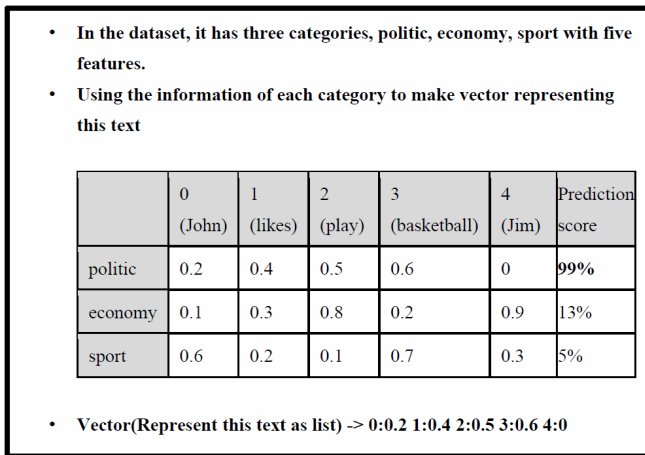 • In the dataset, it has three categories, politic, economy, sport with five
features.
• Using the information of each category to make vector representing
this text
0 1 2 3 4 Prediction
(John) (likes) (play) (basketball) (Jim) score
politic 0.2 0.4 0.5 0.6 0 99%
economy 0.1 0.3 0.8 0.2 0.9 13%
sport 0.6 0.2 0.1 0.7 0.3 5%
• Vector(Represent this text as list) -> 0:0.2 1:0.4 2:0.5 3:0.6 4:0